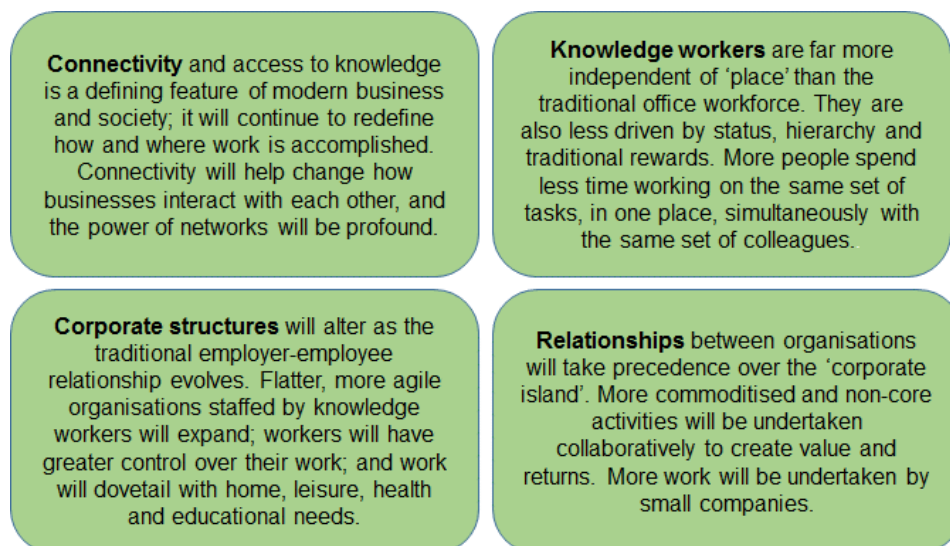 Connectivity and access to knowledge
is a defining feature of modern business
and society; it will continue to redefine
how and where work is accomplished.
Connectivity will help change how
businesses interact with each other, and
the power of networks will be profound.
Knowledge workers are far more
independent of ‘place’ than the
traditional office workforce. They are
also less driven by status, hierarchy and
traditional rewards. More people spend
less time working on the same set of
tasks, in one place, simultaneously with
the same set of colleagues.
Corporate structures will alter as the
traditional employer-employee
relationship evolves. Flatter, more agile
organisations staffed by knowledge
workers will expand; workers will have
greater control over their work; and work
will dovetail with home, leisure, health
and educational needs.
Relationships between organisations
will take precedence over the ‘corporate
island’. More commoditised and non-core
activities will be undertaken
collaboratively to create value and
returns. More work will be undertaken by
small companies.